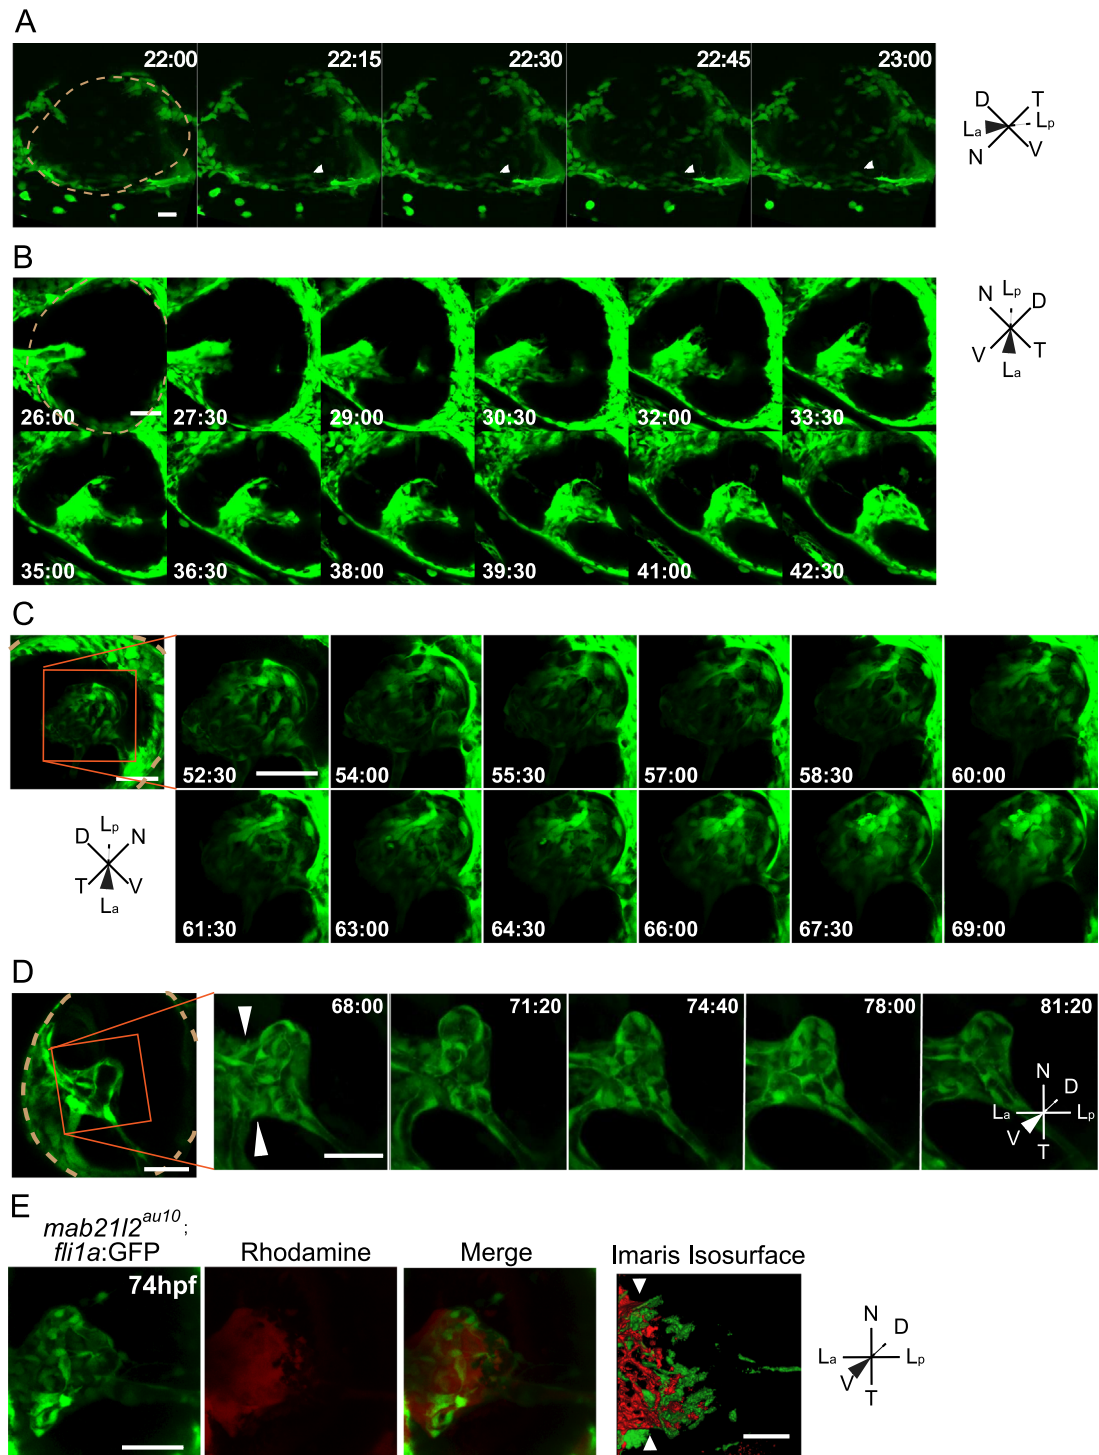 A
22:00 22:15 22:30 22:45 23:00
D T
La Lp
N V
B
26:00 27:30 29:00 30:30 32:00 33:30
35:00 36:30 38:00 39:30 41:00 42:30
Lp
N D
V T
La
C
52:30 54:00 55:30 57:00 58:30 60:00
61:30 63:00 64:30 66:00 67:30 69:00
Lp
D N
T V
La
D
68:00 71:20 74:40 78:00 81:20
N
D
La Lp
V
T
E
mab21l2au10;
fli1a:GFP
Rhodamine
Merge
Imaris Isosurface
74hpf
N
D
La Lp
V
T